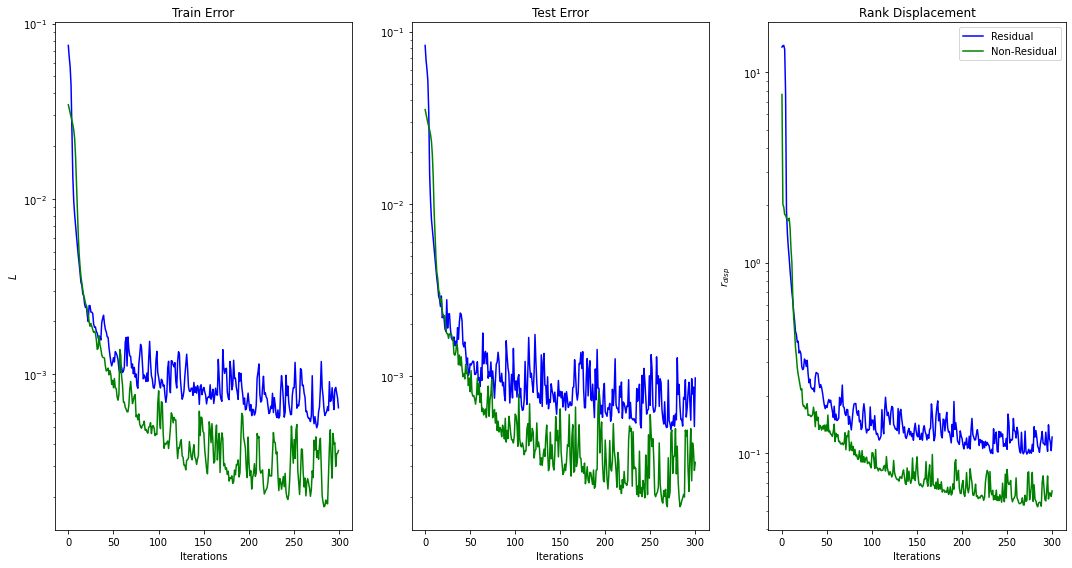 Train Error
Test Error
Rank Displacement
Residual
Non-Residual
L
10^-1
10^-2
10^-3
0 50 100 150 200 250 300
Iterations
10^-1
10^-2
10^-3
0 50 100 150 200 250 300
Iterations
r_disp
10^1
10^0
10^-1
0 50 100 150 200 250 300
Iterations